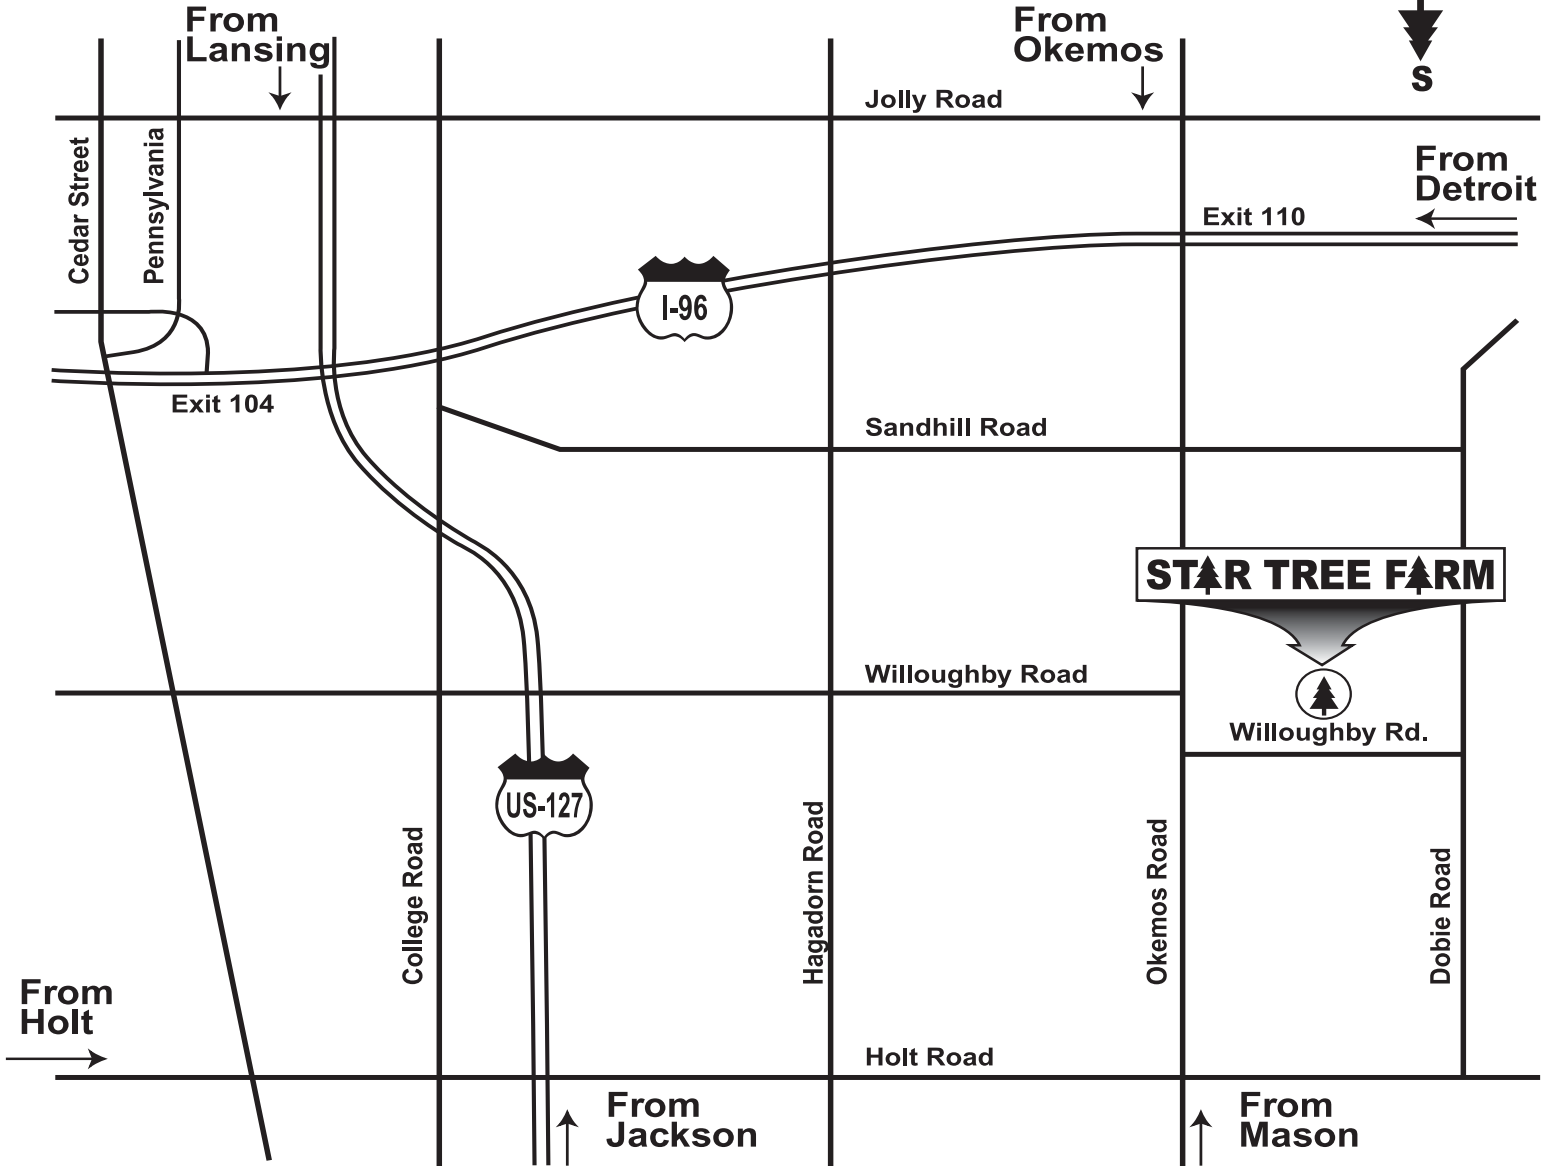 From
Lansing
From
Okemos
S
Jolly Road
Cedar Street
Pennsylvania
From
Detroit
Exit 110
I-96
Exit 104
Sandhill Road
STAR TREE FARM
Willoughby Road
Willoughby Rd.
US-127
College Road
Hagadorn Road
Okemos Road
Dobie Road
From
Holt
Holt Road
From
Jackson
From
Mason